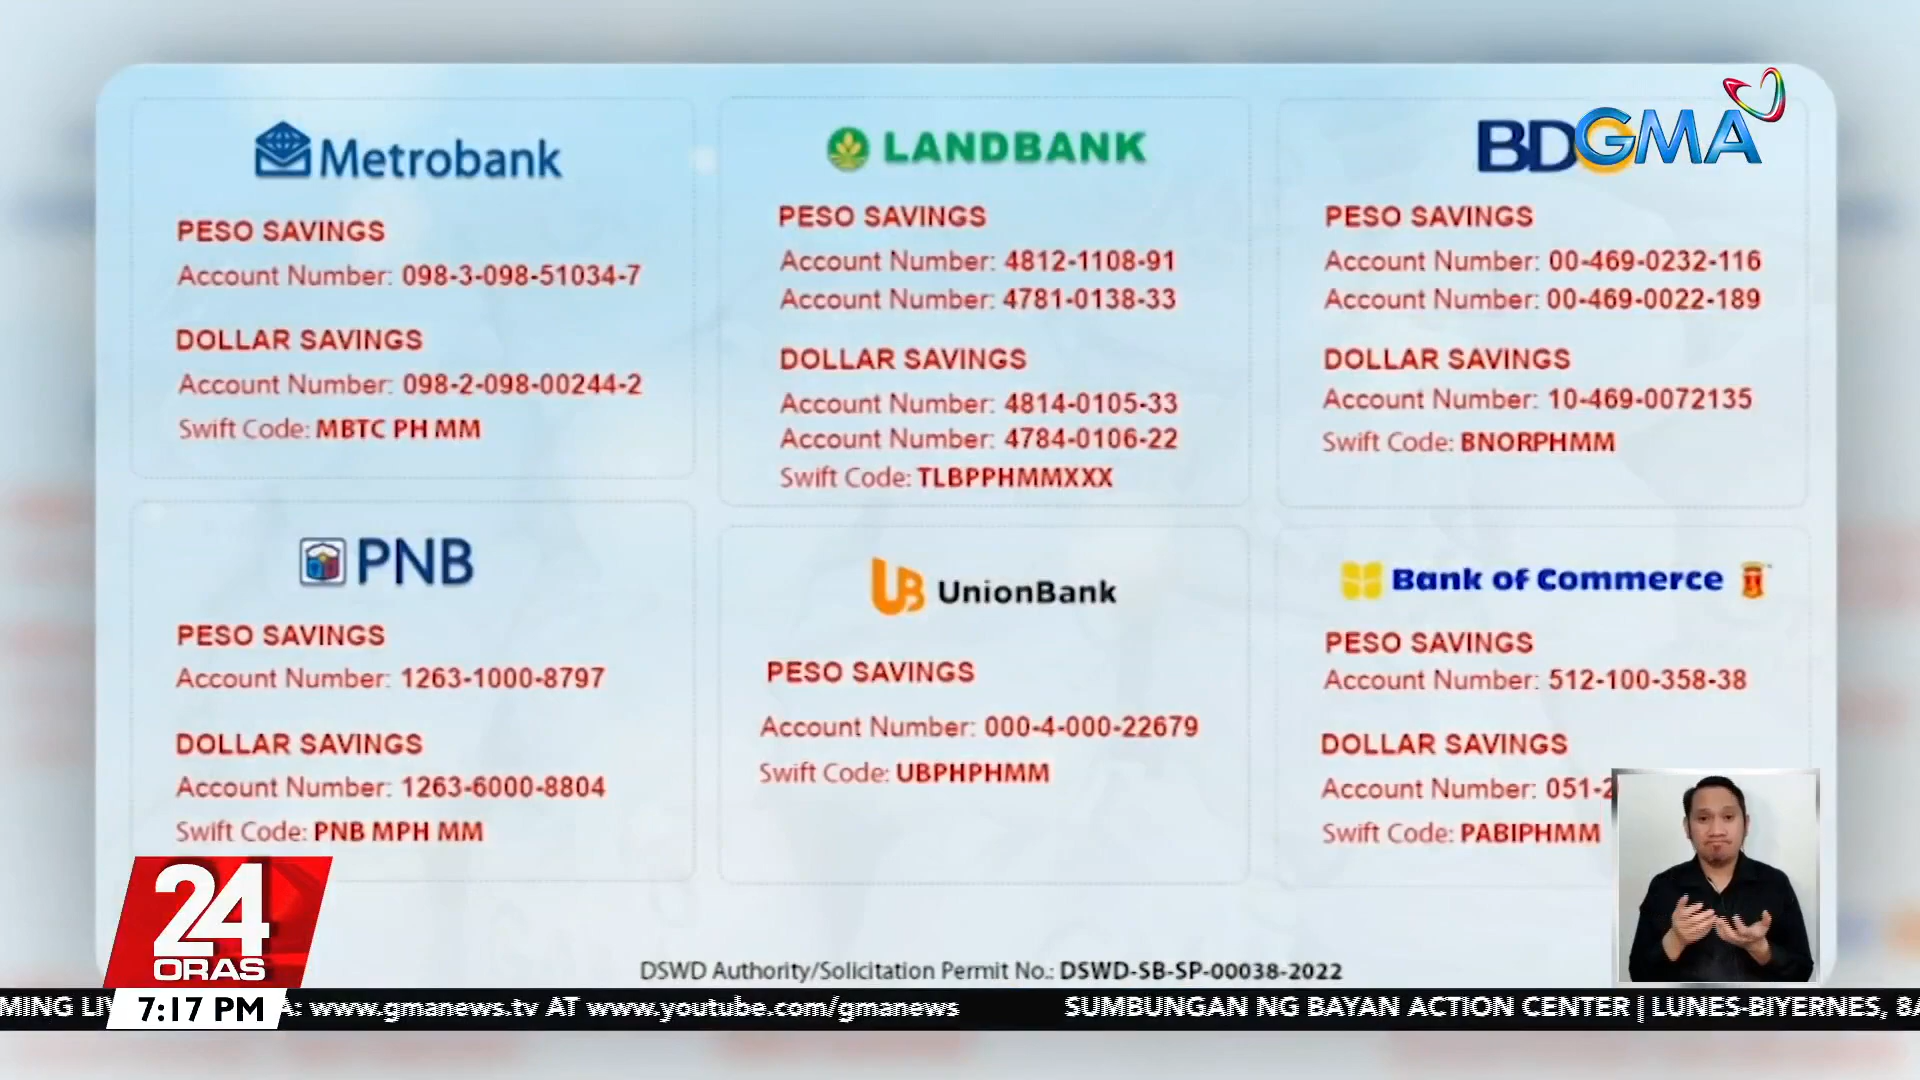 Metrobank
PESO SAVINGS
Account Number: 098-3-098-51034-7
DOLLAR SAVINGS
Account Number: 098-2-098-00244-2
Swift Code: MBTC PH MM
LANDBANK
PESO SAVINGS
Account Number: 4812-1108-91
Account Number: 4781-0138-33
DOLLAR SAVINGS
Account Number: 4814-0105-33
Account Number: 4784-0106-22
Swift Code: TLBPPHMMXXX
BD
GMA
PESO SAVINGS
Account Number: 00-469-0232-116
Account Number: 00-469-0022-189
DOLLAR SAVINGS
Account Number: 10-469-0072135
Swift Code: BNORPHMM
PNB
PESO SAVINGS
Account Number: 1263-1000-8797
DOLLAR SAVINGS
Account Number: 1263-6000-8804
Swift Code: PNB MPH MM
UB UnionBank
PESO SAVINGS
Account Number: 000-4-000-22679
Swift Code: UBPHPHMM
Bank of Commerce
PESO SAVINGS
Account Number: 512-100-358-38
DOLLAR SAVINGS
Account Number: 051-2
Swift Code: PABIPHMM
DSWD Authority/Solicitation Permit No.: DSWD-SB-SP-00038-2022
24
ORAS
7:17 PM
MING LIV A: www.gmanews.tv AT www.youtube.com/gmanews SUMBUNGAN NG BAYAN ACTION CENTER | LUNES-BIYERNES, 8A